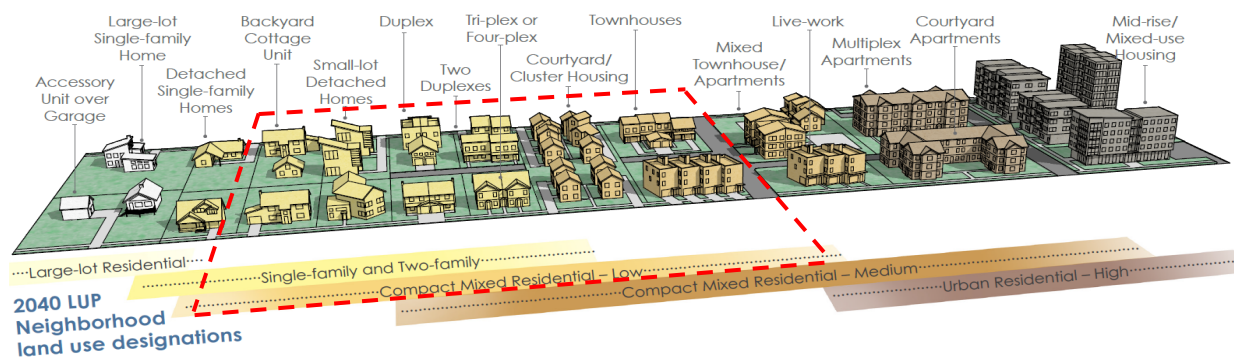 Large-lot
Single-family
Home
Accessory
Unit over
Garage
Detached
Single-family
Homes
Backyard
Cottage
Unit
Small-lot
Detached
Homes
Duplex
Two
Duplexes
Tri-plex or
Four-plex
Courtyard/
Cluster Housing
Townhouses
Mixed
Townhouse/
Apartments
Live-work
Multiplex
Apartments
Courtyard
Apartments
Mid-rise/
Mixed-use
Housing
Large-lot Residential
Single-family and Two-family
Compact Mixed Residential – Low
Compact Mixed Residential – Medium
Urban Residential – High
2040 LUP
Neighborhood
land use designations